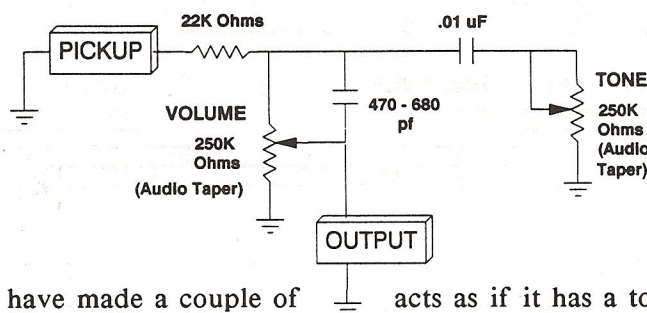 22K Ohms
.01 uF
PICKUP
VOLUME
250K
Ohms
(Audio Taper)
470 - 680
pf
TONE
250K
Ohms
(Audio
Taper)
OUTPUT
have made a couple of
acts as if it has a to